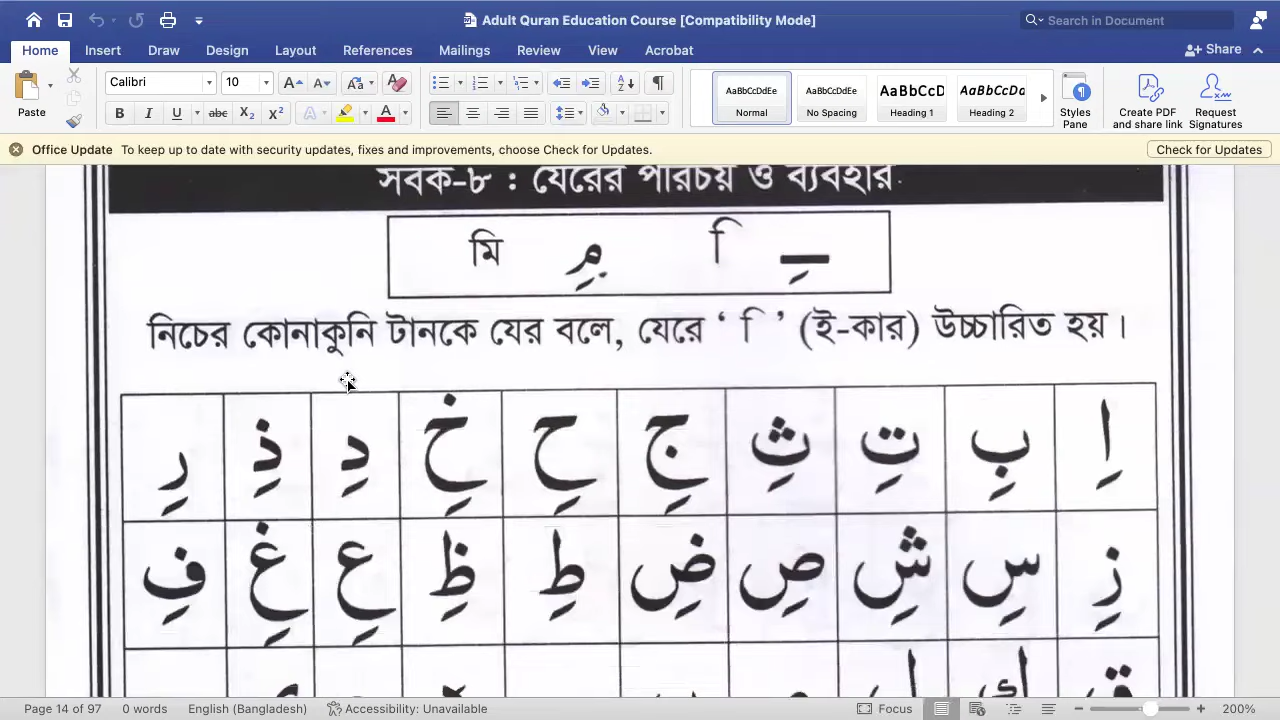 Adult Quran Education Course [Compatibility Mode]
Search in Document
Home Insert Draw Design Layout References Mailings Review View Acrobat Share
Paste
Calibri 10
AaBbCcDdEe AaBbCcDdEe AaBbCcD AaBbCcDd
Normal No Spacing Heading 1 Heading 2
Styles Pane
Create PDF and share link
Request Signatures
Office Update To keep up to date with security updates, fixes and improvements, choose Check for Updates. Check for Updates
সবক-৮ : যেরের পরিচয় ও ব্যবহার
مِ মি ـِ ি
নিচের কোনাকুনি টানকে যের বলে, যেরে ‘ ি ’ (ই-কার) উচ্চারিত হয়।
اِ بِ تِ ثِ جِ حِ خِ دِ ذِ رِ
زِ سِ شِ صِ ضِ طِ ظِ عِ غِ فِ
Page 14 of 97 0 words English (Bangladesh) Accessibility: Unavailable Focus 200%